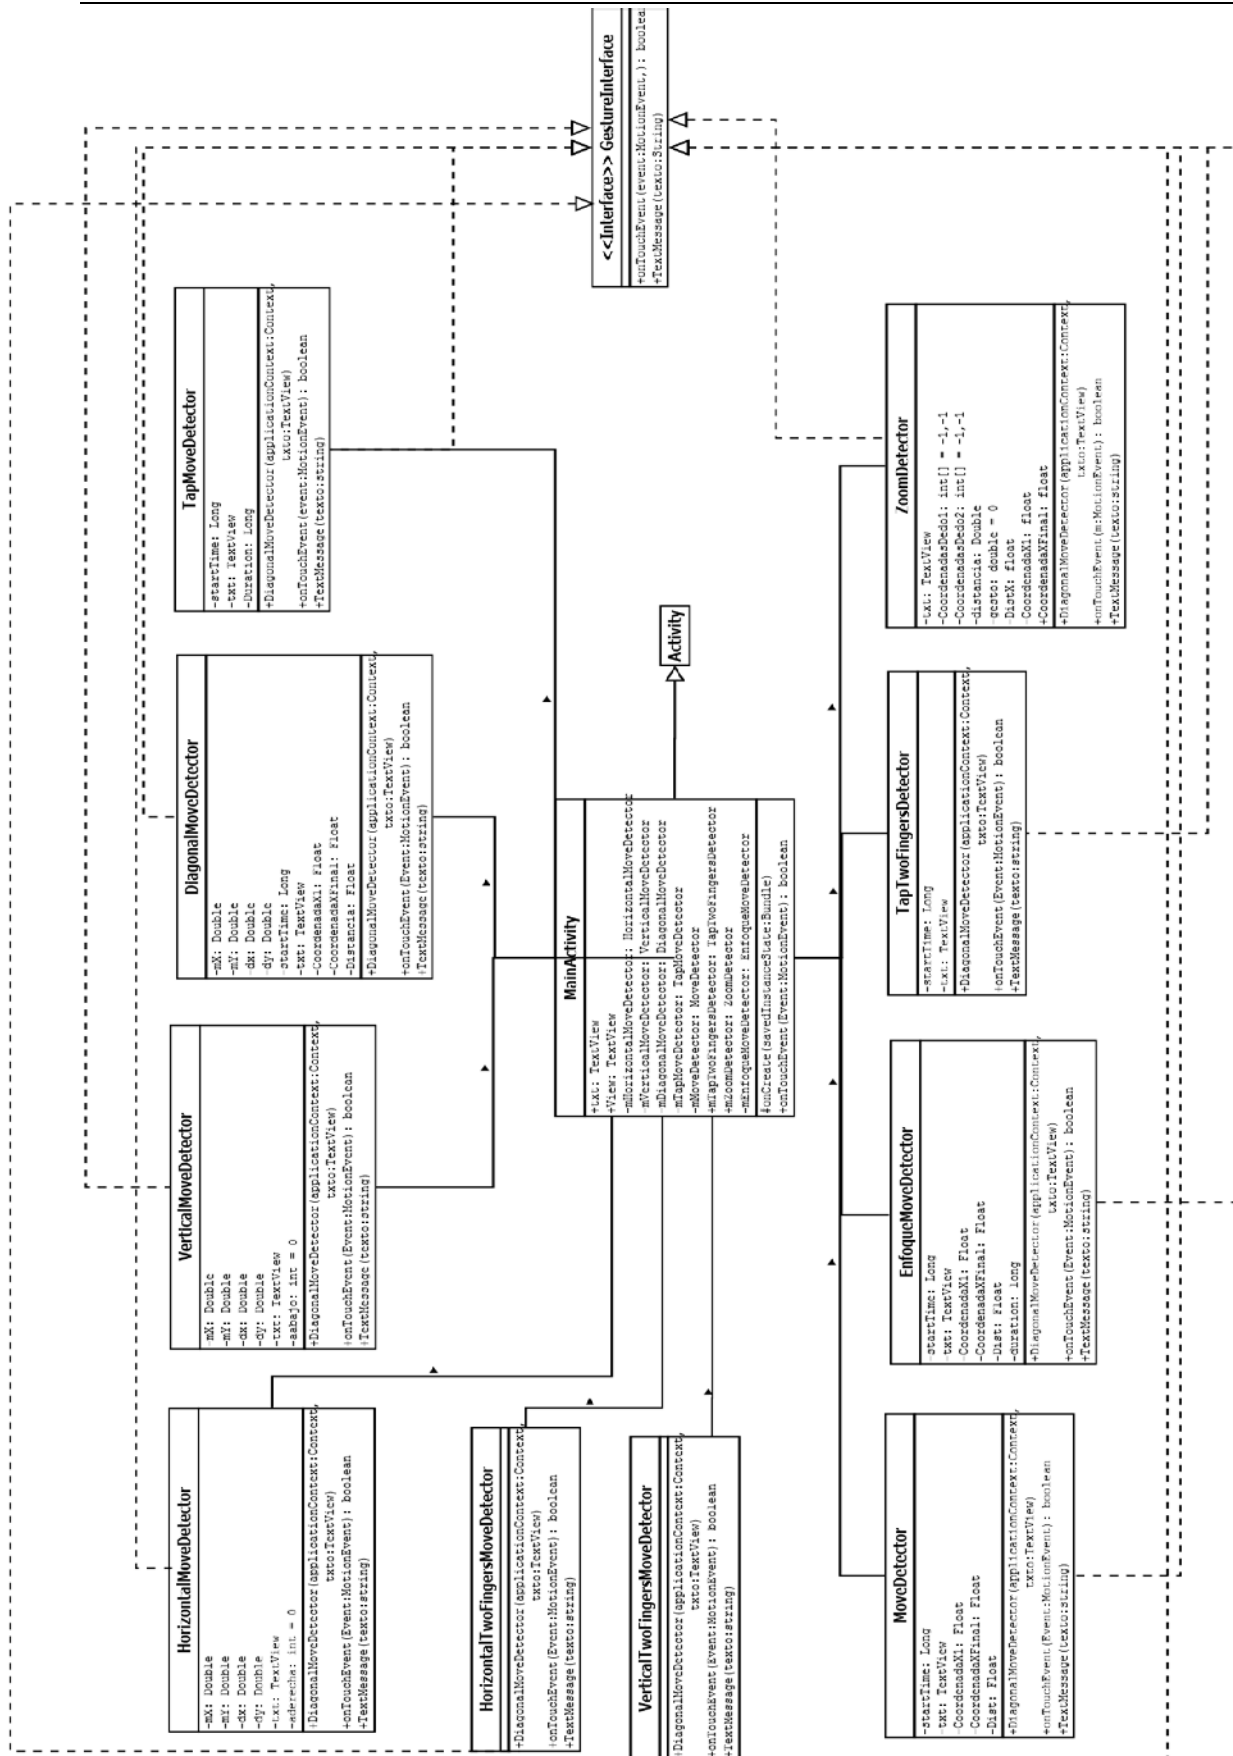 <<Interface>> GestureInterface
+onTouchEvent(event:MotionEvent,): boolea
+TextMessage(texto:String)
TapMoveDetector
-startTime: Long
-txt: TextView
-Duration: Long
+DiagonalMoveDetector(applicationContext:Context,
txto:TextView)
+onTouchEvent(event:MotionEvent): boolean
+TextMessage(texto:string)
DiagonalMoveDetector
-mX: Double
-mY: Double
-dx: Double
-dy: Double
-startTime: Long
-txt: TextView
-CoordenadaX1: Float
-CoordenadaXFinal: Float
-Distancia: Float
+DiagonalMoveDetector(applicationContext:Context,
txto:TextView)
+onTouchEvent(Event:MotionEvent): boolean
+TextMessage(texto:string)
VerticalMoveDetector
-mX: Double
-mY: Double
-dx: Double
-dy: Double
-txt: TextView
-aabajo: int = 0
+DiagonalMoveDetector(applicationContext:Context,
txto:TextView)
+onTouchEvent(Event:MotionEvent): boolean
+TextMessage(texto:string)
HorizontalMoveDetector
-mX: Double
-mY: Double
-dx: Double
-dy: Double
-txt: TextView
-aderecha: int = 0
+DiagonalMoveDetector(applicationContext:Context,
txto:TextView)
+onTouchEvent(Event:MotionEvent): boolean
+TextMessage(texto:string)
HorizontalTwoFingersMoveDetector
+DiagonalMoveDetector(applicationContext:Context,
txto:TextView)
+onTouchEvent(Event:MotionEvent): boolean
+TextMessage(texto:string)
VerticalTwoFingersMoveDetector
+DiagonalMoveDetector(applicationContext:Context,
txto:TextView)
+onTouchEvent(Event:MotionEvent): boolean
+TextMessage(texto:string)
Activity
MainActivity
+txt: TextView
+View: TextView
-mHorizontalMoveDetector: HorizontalMoveDetector
-mVerticalMoveDetector: VerticalMoveDetector
-mDiagonalMoveDetector: DiagonalMoveDetector
-mTapMoveDetector: TapMoveDetector
-mMoveDetector: MoveDetector
+mTapTwoFingersDetector: TapTwoFingersDetector
+mZoomDetector: ZoomDetector
-mEnfoqueMoveDetector: EnfoqueMoveDetector
#onCreate(savedInstanceState:Bundle)
+onTouchEvent(Event:MotionEvent): boolean
ZoomDetector
-txt: TextView
-CoordenadasDedo1: int[] = -1,-1
-CoordenadasDedo2: int[] = -1,-1
-distancia: Double
-gesto: double = 0
-DistX: float
-CoordenadaX1: float
+CoordenadaXFinal: float
+DiagonalMoveDetector(applicationContext:Context,
txto:TextView)
+onTouchEvent(m:MotionEvent): boolean
+TextMessage(texto:string)
TapTwoFingersDetector
-startTime: Long
-txt: TextView
+DiagonalMoveDetector(applicationContext:Context,
txto:TextView)
+onTouchEvent(Event:MotionEvent): boolean
+TextMessage(texto:string)
EnfoqueMoveDetector
-startTime: Long
-txt: TextView
-CoordenadaX1: Float
-CoordenadaXFinal: Float
-Dist: Float
-duration: long
+DiagonalMoveDetector(applicationContext:Context,
txto:TextView)
+onTouchEvent(Event:MotionEvent): boolean
+TextMessage(texto:string)
MoveDetector
-startTime: Long
-txt: TextView
-CoordenadaX1: Float
-CoordenadaXFinal: Float
-Dist: Float
+DiagonalMoveDetector(applicationContext:Context,
txto:TextView)
+onTouchEvent(Event:MotionEvent): boolean
+TextMessage(texto:string)